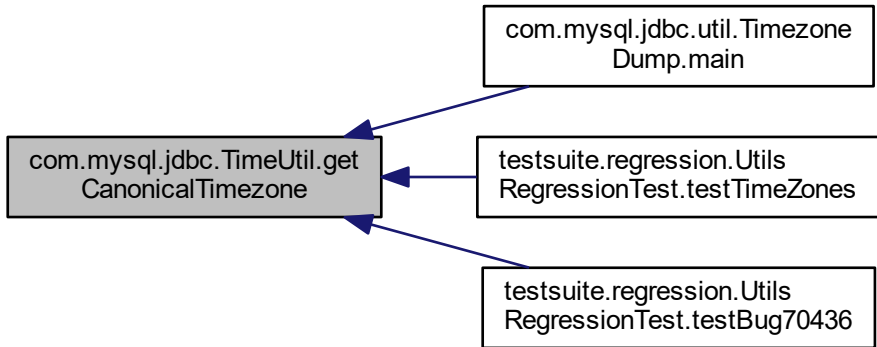 com.mysql.jdbc.util.Timezone
Dump.main
com.mysql.jdbc.TimeUtil.get
CanonicalTimezone
testsuite.regression.Utils
RegressionTest.testTimeZones
testsuite.regression.Utils
RegressionTest.testBug70436